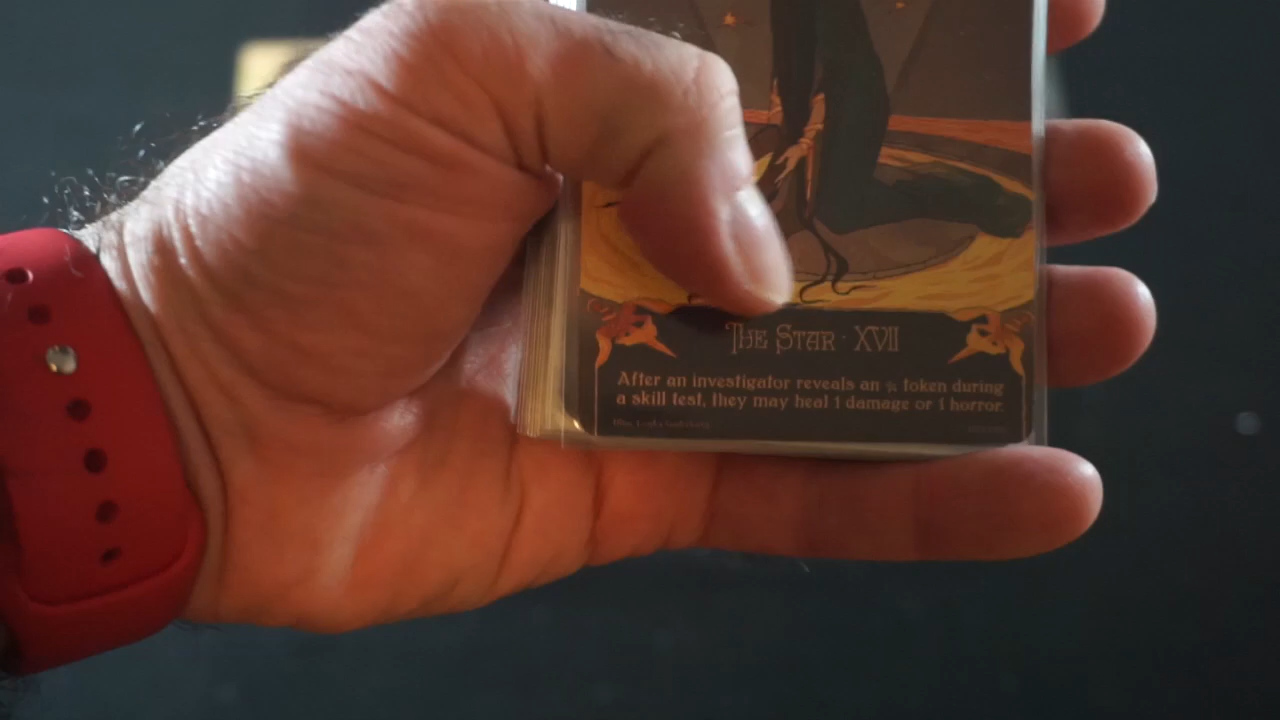 The Star · XVII
After an investigator reveals an token during
a skill test, they may heal 1 damage or 1 horror.